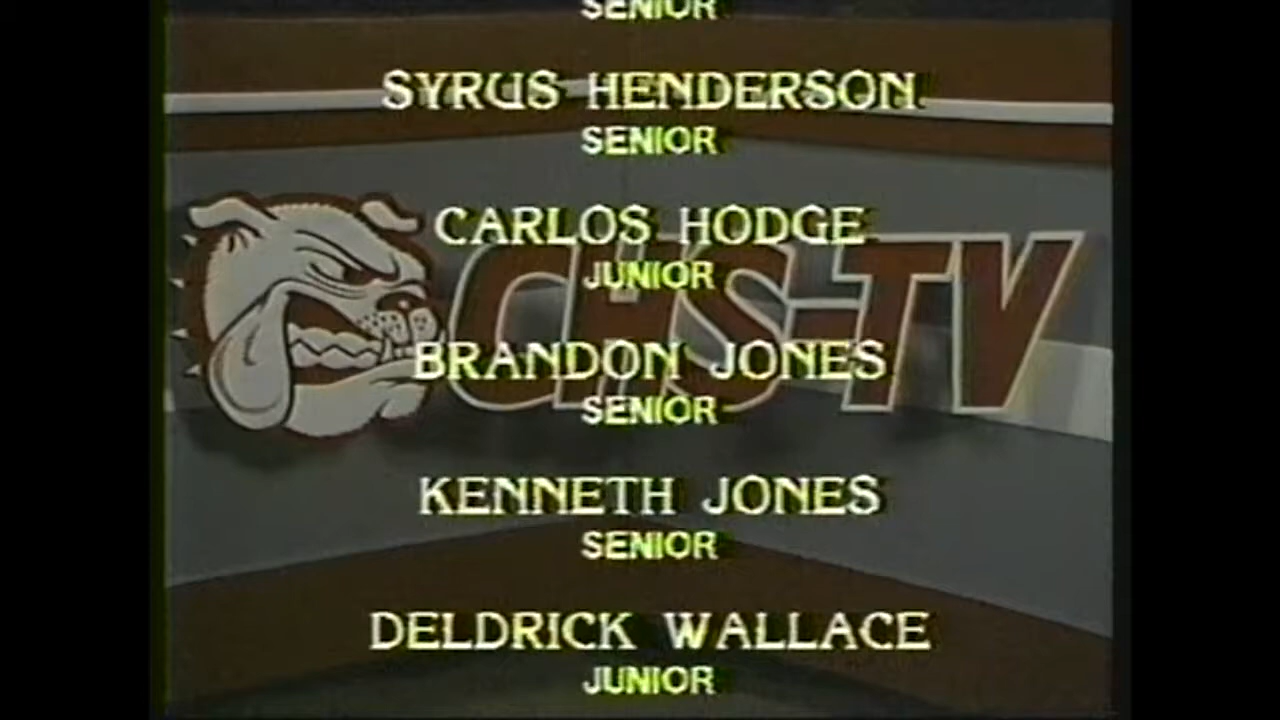 SENIOR
SYRUS HENDERSON
SENIOR
CARLOS HODGE
JUNIOR
CHS-TV
BRANDON JONES
SENIOR
KENNETH JONES
SENIOR
DELDRICK WALLACE
JUNIOR